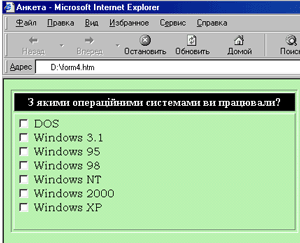 Анкета - Microsoft Internet Explorer
Файл Правка Вид Избранное Сервис Справка
Назад Вперед Остановить Обновить Домой
Адрес D:\form4.htm
З якими операційними системами ви працювали?
DOS
Windows 3.1
Windows 95
Windows 98
Windows NT
Windows 2000
Windows XP